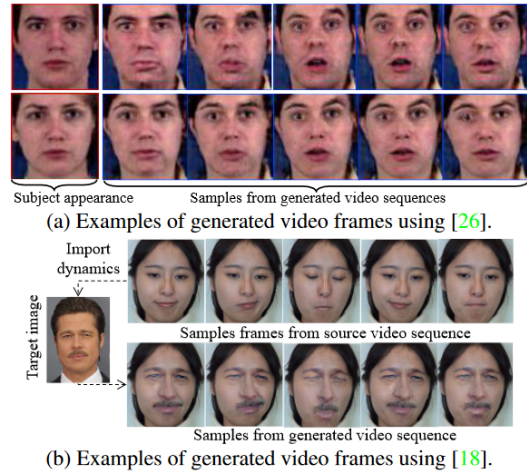 Subject appearance
Samples from generated video sequences
(a) Examples of generated video frames using [26].
Import
dynamics
Target image
Samples frames from source video sequence
Samples from generated video sequence
(b) Examples of generated video frames using [18].